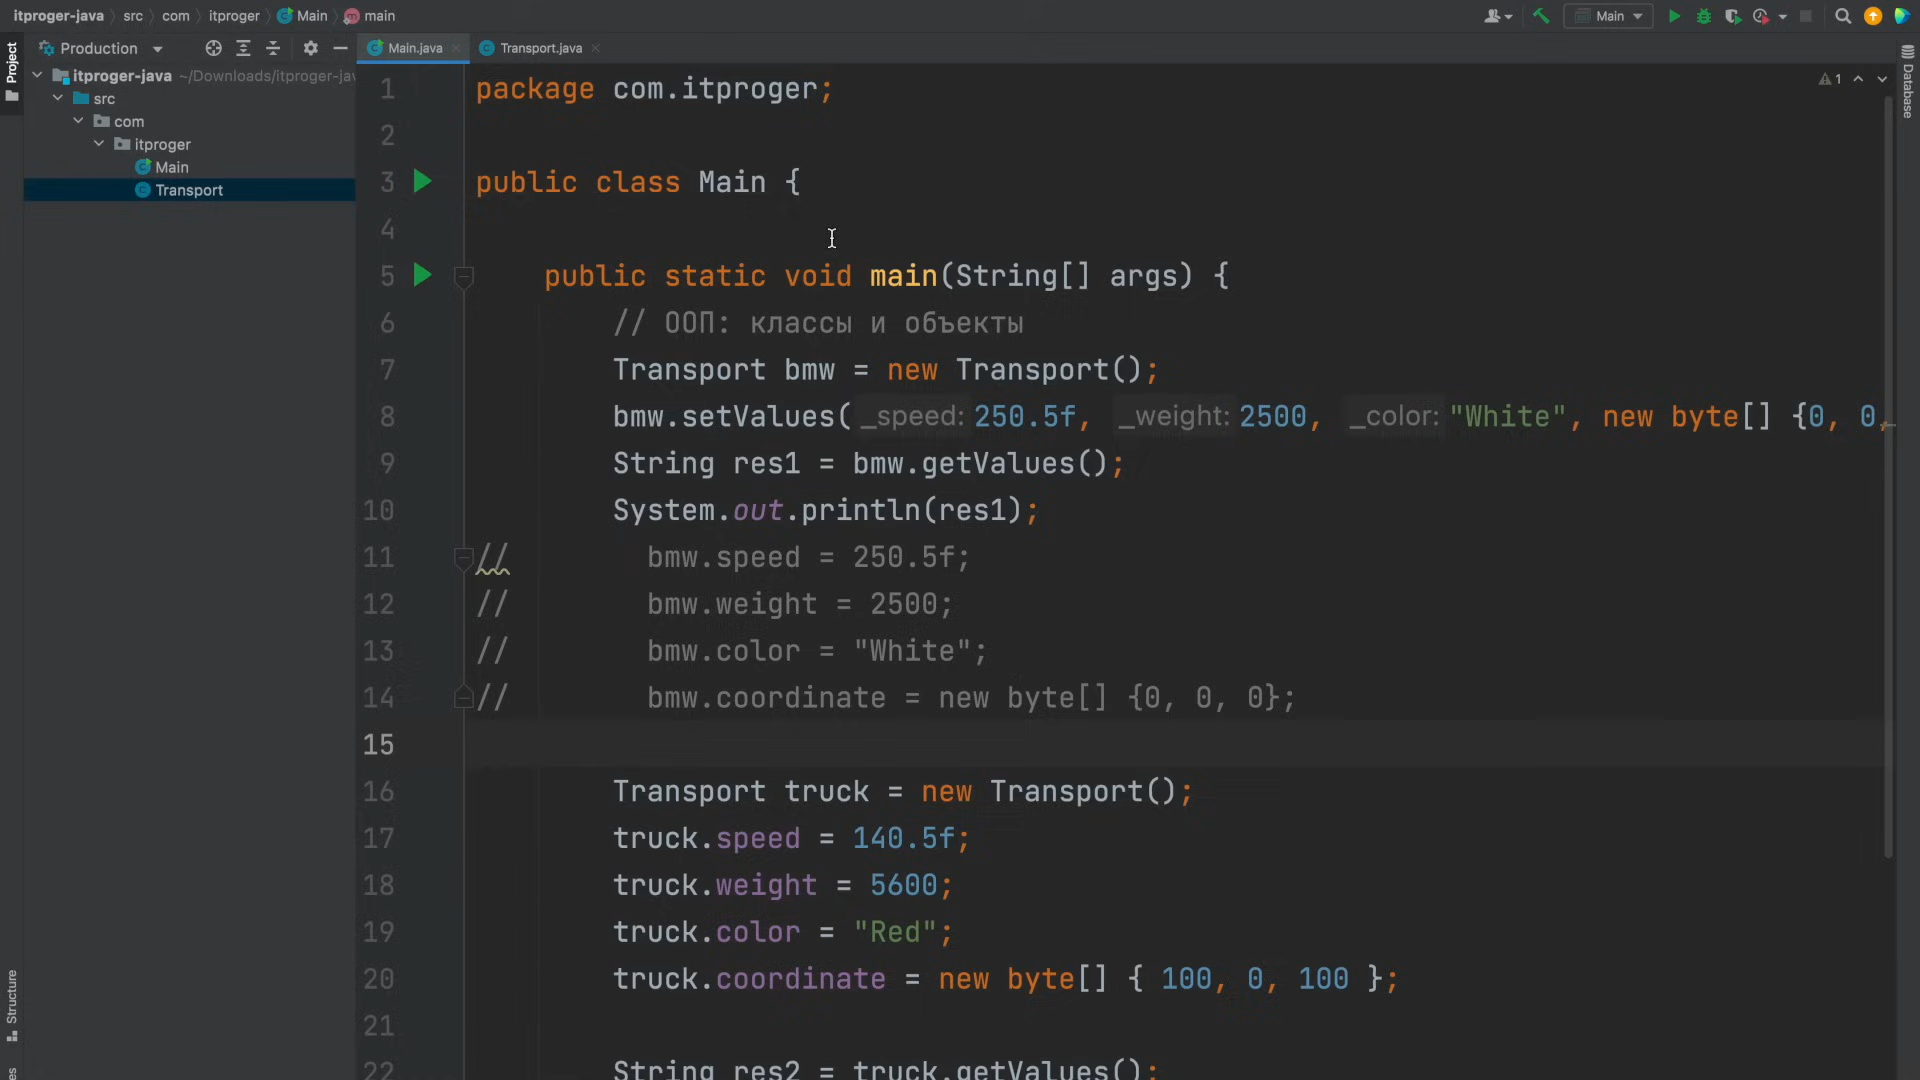 itproger-java src com itproger Main main
Main
Project
Production
Main.java
Transport.java
itproger-java ~/Downloads/itproger-jav
src
com
itproger
Main
Transport
Structure
Database
1
1 package com.itproger;
2
3 public class Main {
4
5 public static void main(String[] args) {
6 // ООП: классы и объекты
7 Transport bmw = new Transport();
8 bmw.setValues( _speed: 250.5f, _weight: 2500, _color: "White", new byte[] {0, 0,
9 String res1 = bmw.getValues();
10 System.out.println(res1);
11 // bmw.speed = 250.5f;
12 // bmw.weight = 2500;
13 // bmw.color = "White";
14 // bmw.coordinate = new byte[] {0, 0, 0};
15
16 Transport truck = new Transport();
17 truck.speed = 140.5f;
18 truck.weight = 5600;
19 truck.color = "Red";
20 truck.coordinate = new byte[] { 100, 0, 100 };
21
22 String res2 = truck.getValues();